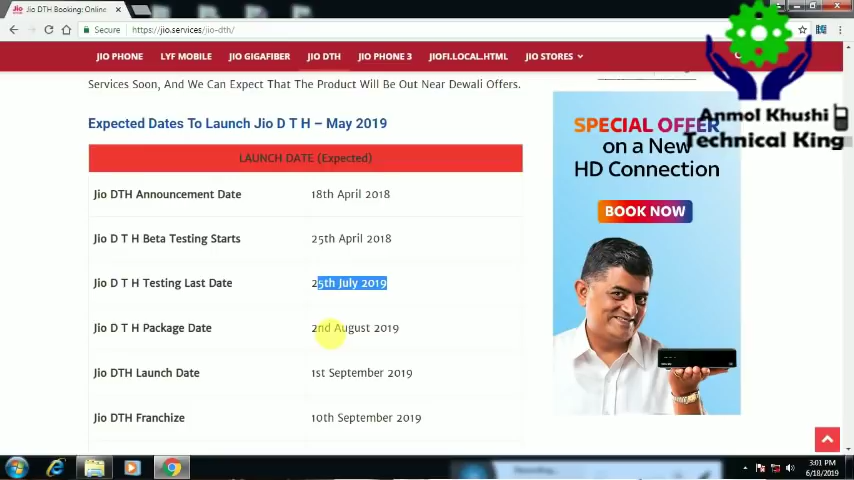 Jio DTH Booking: Online
Secure
https://jio.services/jio-dth/
JIO PHONE
LYF MOBILE
JIO GIGAFIBER
JIO DTH
JIO PHONE 3
JIOFI.LOCAL.HTML
JIO STORES
Services Soon, And We Can Expect That The Product Will Be Out Near Dewali Offers.
Expected Dates To Launch Jio D T H – May 2019
LAUNCH DATE (Expected)
Jio DTH Announcement Date 18th April 2018
Jio D T H Beta Testing Starts 25th April 2018
Jio D T H Testing Last Date 25th July 2019
Jio D T H Package Date 2nd August 2019
Jio DTH Launch Date 1st September 2019
Jio DTH Franchize 10th September 2019
Anmol Khushi
Technical King
SPECIAL OFFER
on a New
HD Connection
BOOK NOW
3:01 PM
6/18/2019